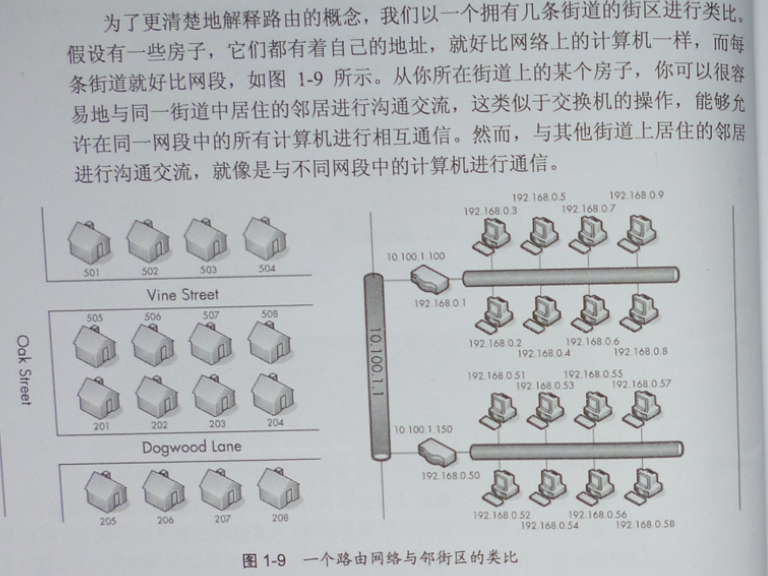 为了更清楚地解释路由的概念，我们以一个拥有几条街道的街区进行类比。
假设有一些房子，它们都有着自己的地址，就好比网络上的计算机一样，而每
条街道就好比网段，如图 1-9 所示。从你所在街道上的某个房子，你可以很容
易地与同一街道中居住的邻居进行沟通交流，这类似于交换机的操作，能够允
许在同一网段中的所有计算机进行相互通信。然而，与其他街道上居住的邻居
进行沟通交流，就像是与不同网段中的计算机进行通信。
501 502 503 504
Vine Street
505 506 507 508
Oak Street
201 202 203 204
Dogwood Lane
205 206 207 208
192.168.0.5 192.168.0.9
192.168.0.3 192.168.0.7
10.100.1.100
192.168.0.1
192.168.0.2 192.168.0.6
192.168.0.4 192.168.0.8
10.100.1.1
192.168.0.51 192.168.0.55
192.168.0.53 192.168.0.57
10.100.1.150
192.168.0.50
192.168.0.52 192.168.0.56
192.168.0.54 192.168.0.58
图 1-9 一个路由网络与邻街区的类比